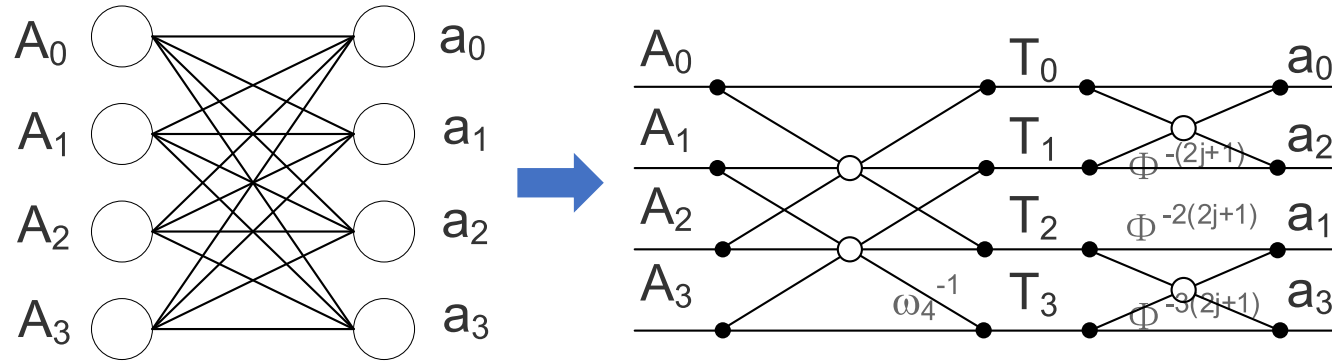 A₀ a₀
A₁ a₁
A₂ a₂
A₃ a₃
A₀ T₀ a₀
A₁ T₁ a₂
Φ⁻⁽²ʲ⁺¹⁾
A₂ T₂ Φ⁻²⁽²ʲ⁺¹⁾ a₁
A₃ ω₄⁻¹ T₃ Φ⁻³⁽²ʲ⁺¹⁾ a₃